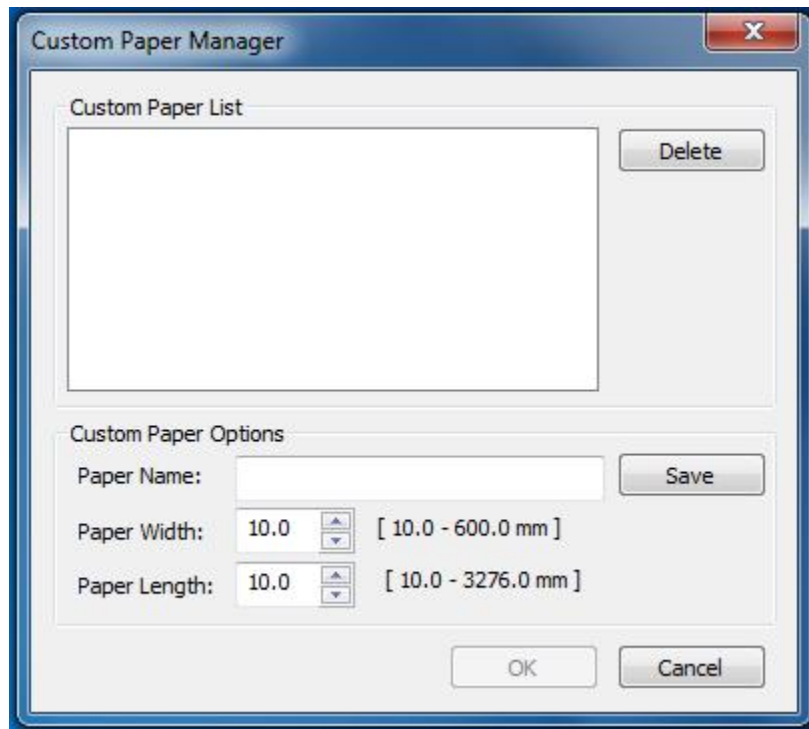 Custom Paper Manager
Custom Paper List
Delete
Custom Paper Options
Paper Name:
Save
Paper Width: 10.0 [ 10.0 - 600.0 mm ]
Paper Length: 10.0 [ 10.0 - 3276.0 mm ]
OK Cancel